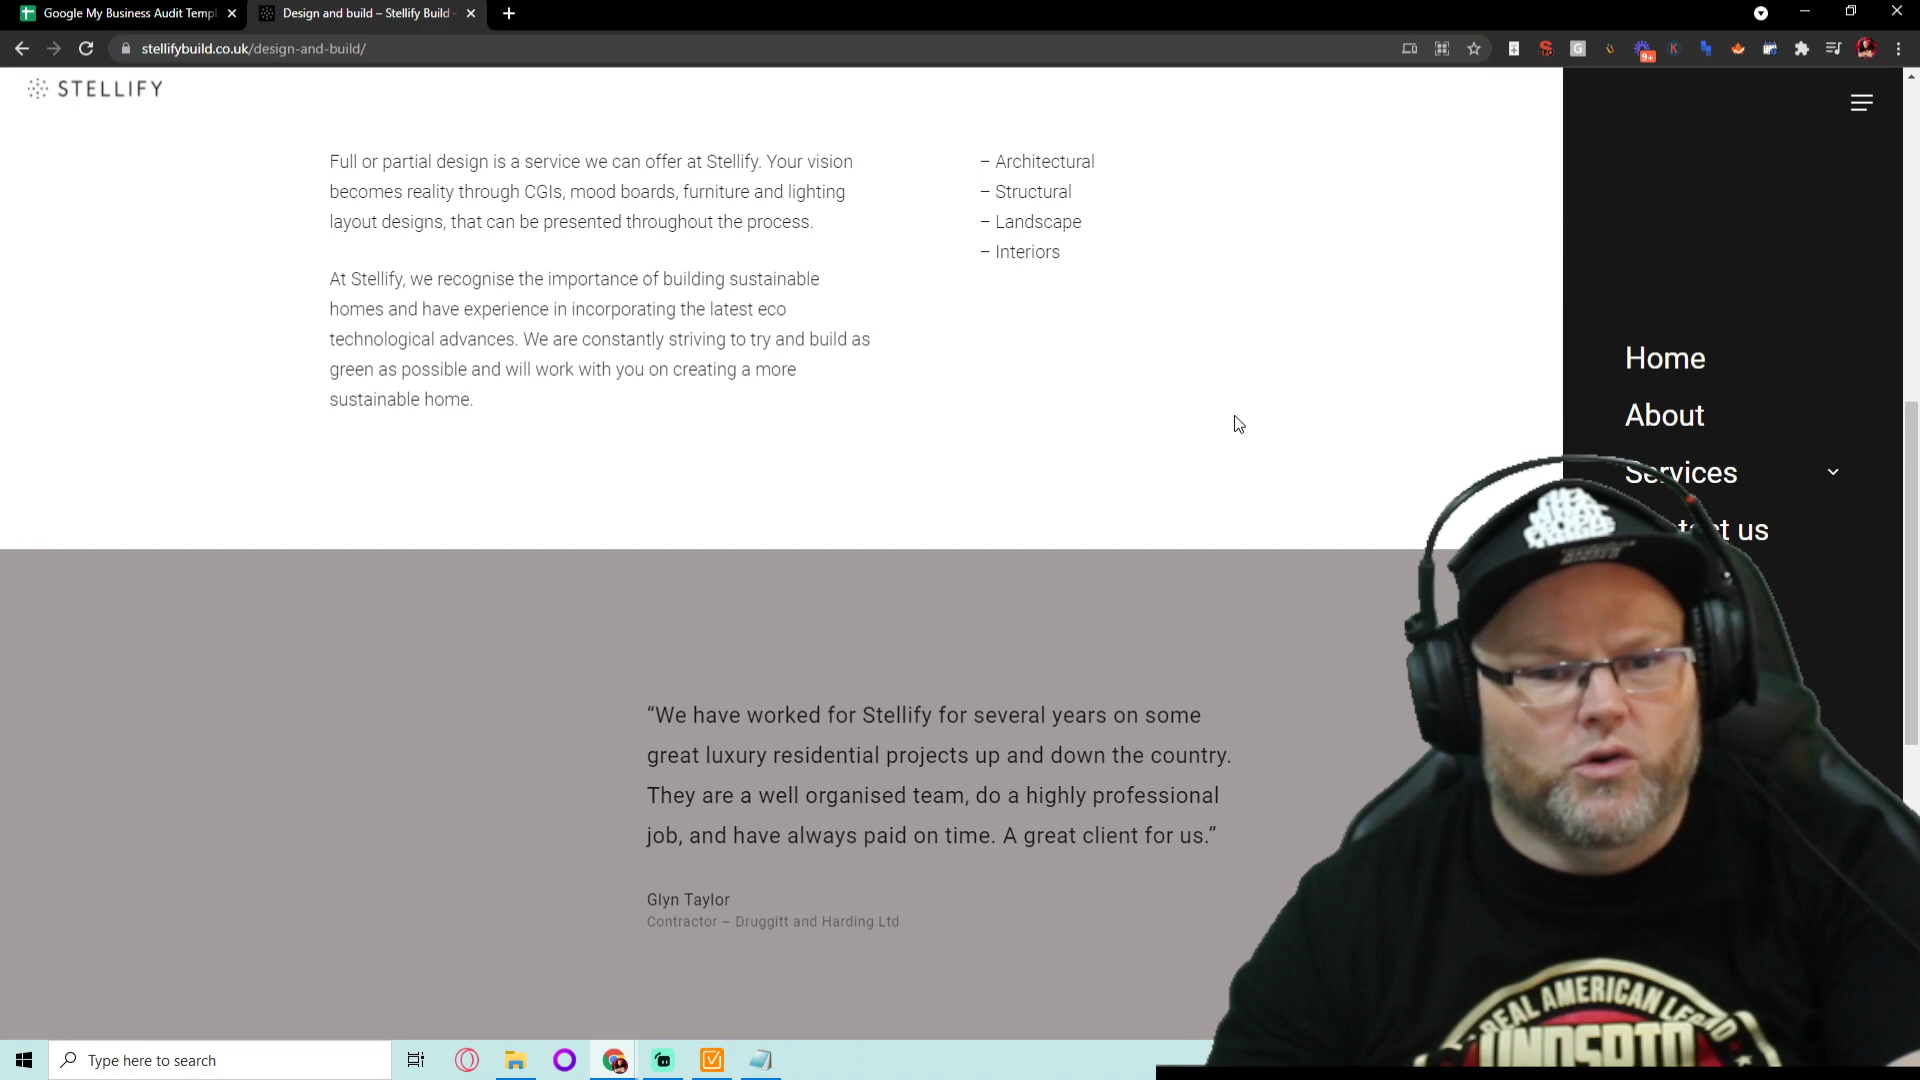 Google My Business Audit Templ
Design and build – Stellify Build -
stellifybuild.co.uk/design-and-build/
9+
STELLIFY
Full or partial design is a service we can offer at Stellify. Your vision
becomes reality through CGIs, mood boards, furniture and lighting
layout designs, that can be presented throughout the process.
At Stellify, we recognise the importance of building sustainable
homes and have experience in incorporating the latest eco
technological advances. We are constantly striving to try and build as
green as possible and will work with you on creating a more
sustainable home.
– Architectural
– Structural
– Landscape
– Interiors
Home
About
Services
us
“We have worked for Stellify for several years on some
great luxury residential projects up and down the country.
They are a well organised team, do a highly professional
job, and have always paid on time. A great client for us.”
Glyn Taylor
Contractor – Druggitt and Harding Ltd
REAL AMERICAN
Type here to search